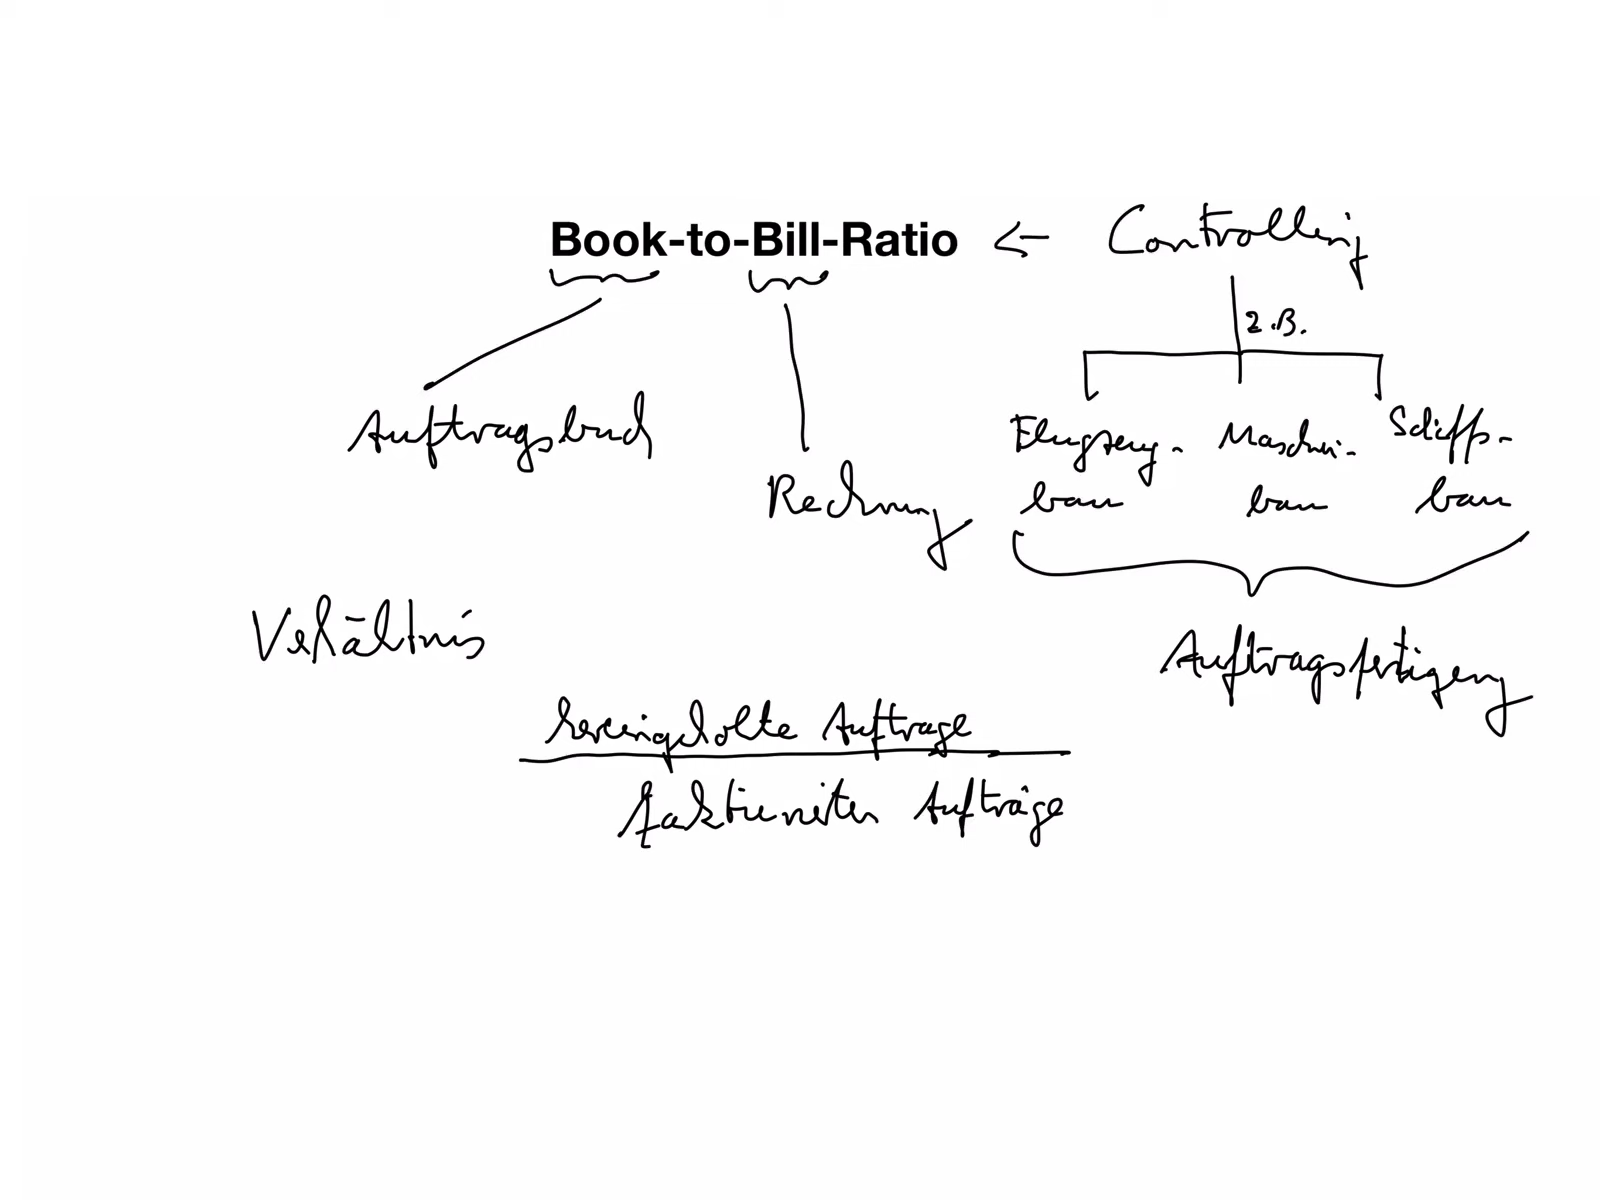 Book-to-Bill-Ratio ← Controlling
z.B.
Auftragsbuch
Rechnung
Flugzeug-
bau
Maschi-
bau
Schiffs-
bau
Auftragsfertigung
Verhältnis
hereingeholte Aufträge
fakturierten Aufträge